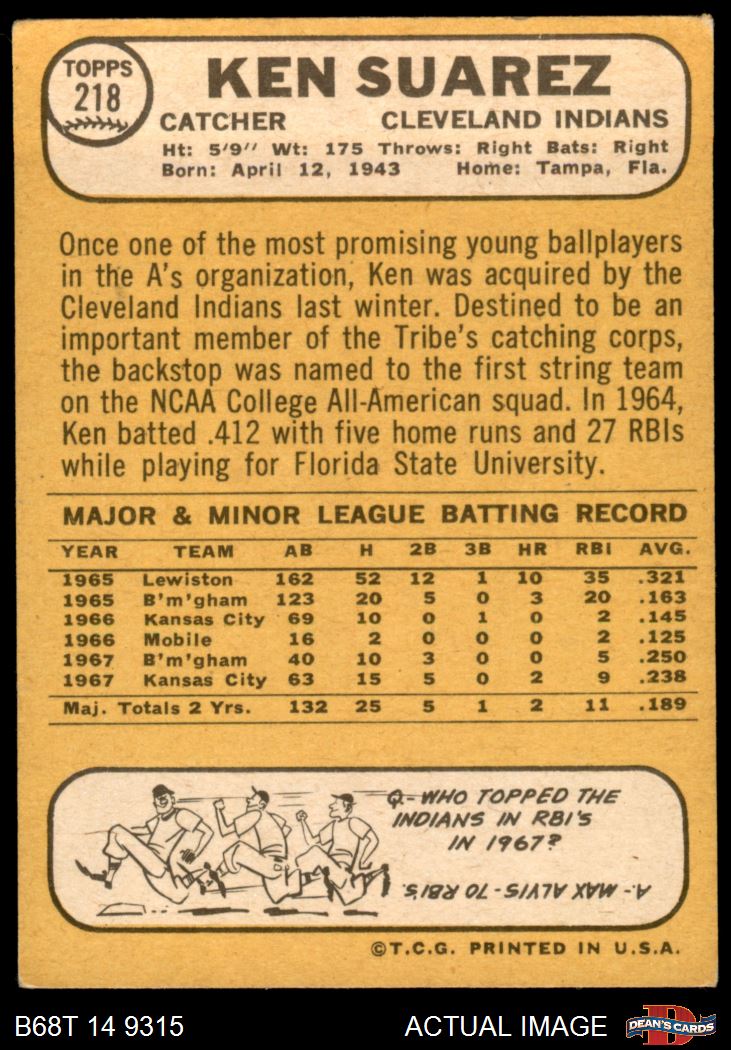 TOPPS
218
KEN SUAREZ
CATCHER CLEVELAND INDIANS
Ht: 5'9" Wt: 175 Throws: Right Bats: Right
Born: April 12, 1943 Home: Tampa, Fla.
Once one of the most promising young ballplayers
in the A's organization, Ken was acquired by the
Cleveland Indians last winter. Destined to be an
important member of the Tribe's catching corps,
the backstop was named to the first string team
on the NCAA College All-American squad. In 1964,
Ken batted .412 with five home runs and 27 RBIs
while playing for Florida State University.
MAJOR & MINOR LEAGUE BATTING RECORD
YEAR TEAM AB H 2B 3B HR RBI AVG.
1965 Lewiston 162 52 12 1 10 35 .321
1965 B'm'gham 123 20 5 0 3 20 .163
1966 Kansas City 69 10 0 1 0 2 .145
1966 Mobile 16 2 0 0 0 2 .125
1967 B'm'gham 40 10 3 0 0 5 .250
1967 Kansas City 63 15 5 0 2 9 .238
Maj. Totals 2 Yrs. 132 25 5 1 2 11 .189
Q-WHO TOPPED THE
INDIANS IN RBI'S
IN 1967?
A- MAX ALVIS-70 RBI'S.
©T.C.G. PRINTED IN U.S.A.
B68T 14 9315 ACTUAL IMAGE
D
DEAN'S CARDS